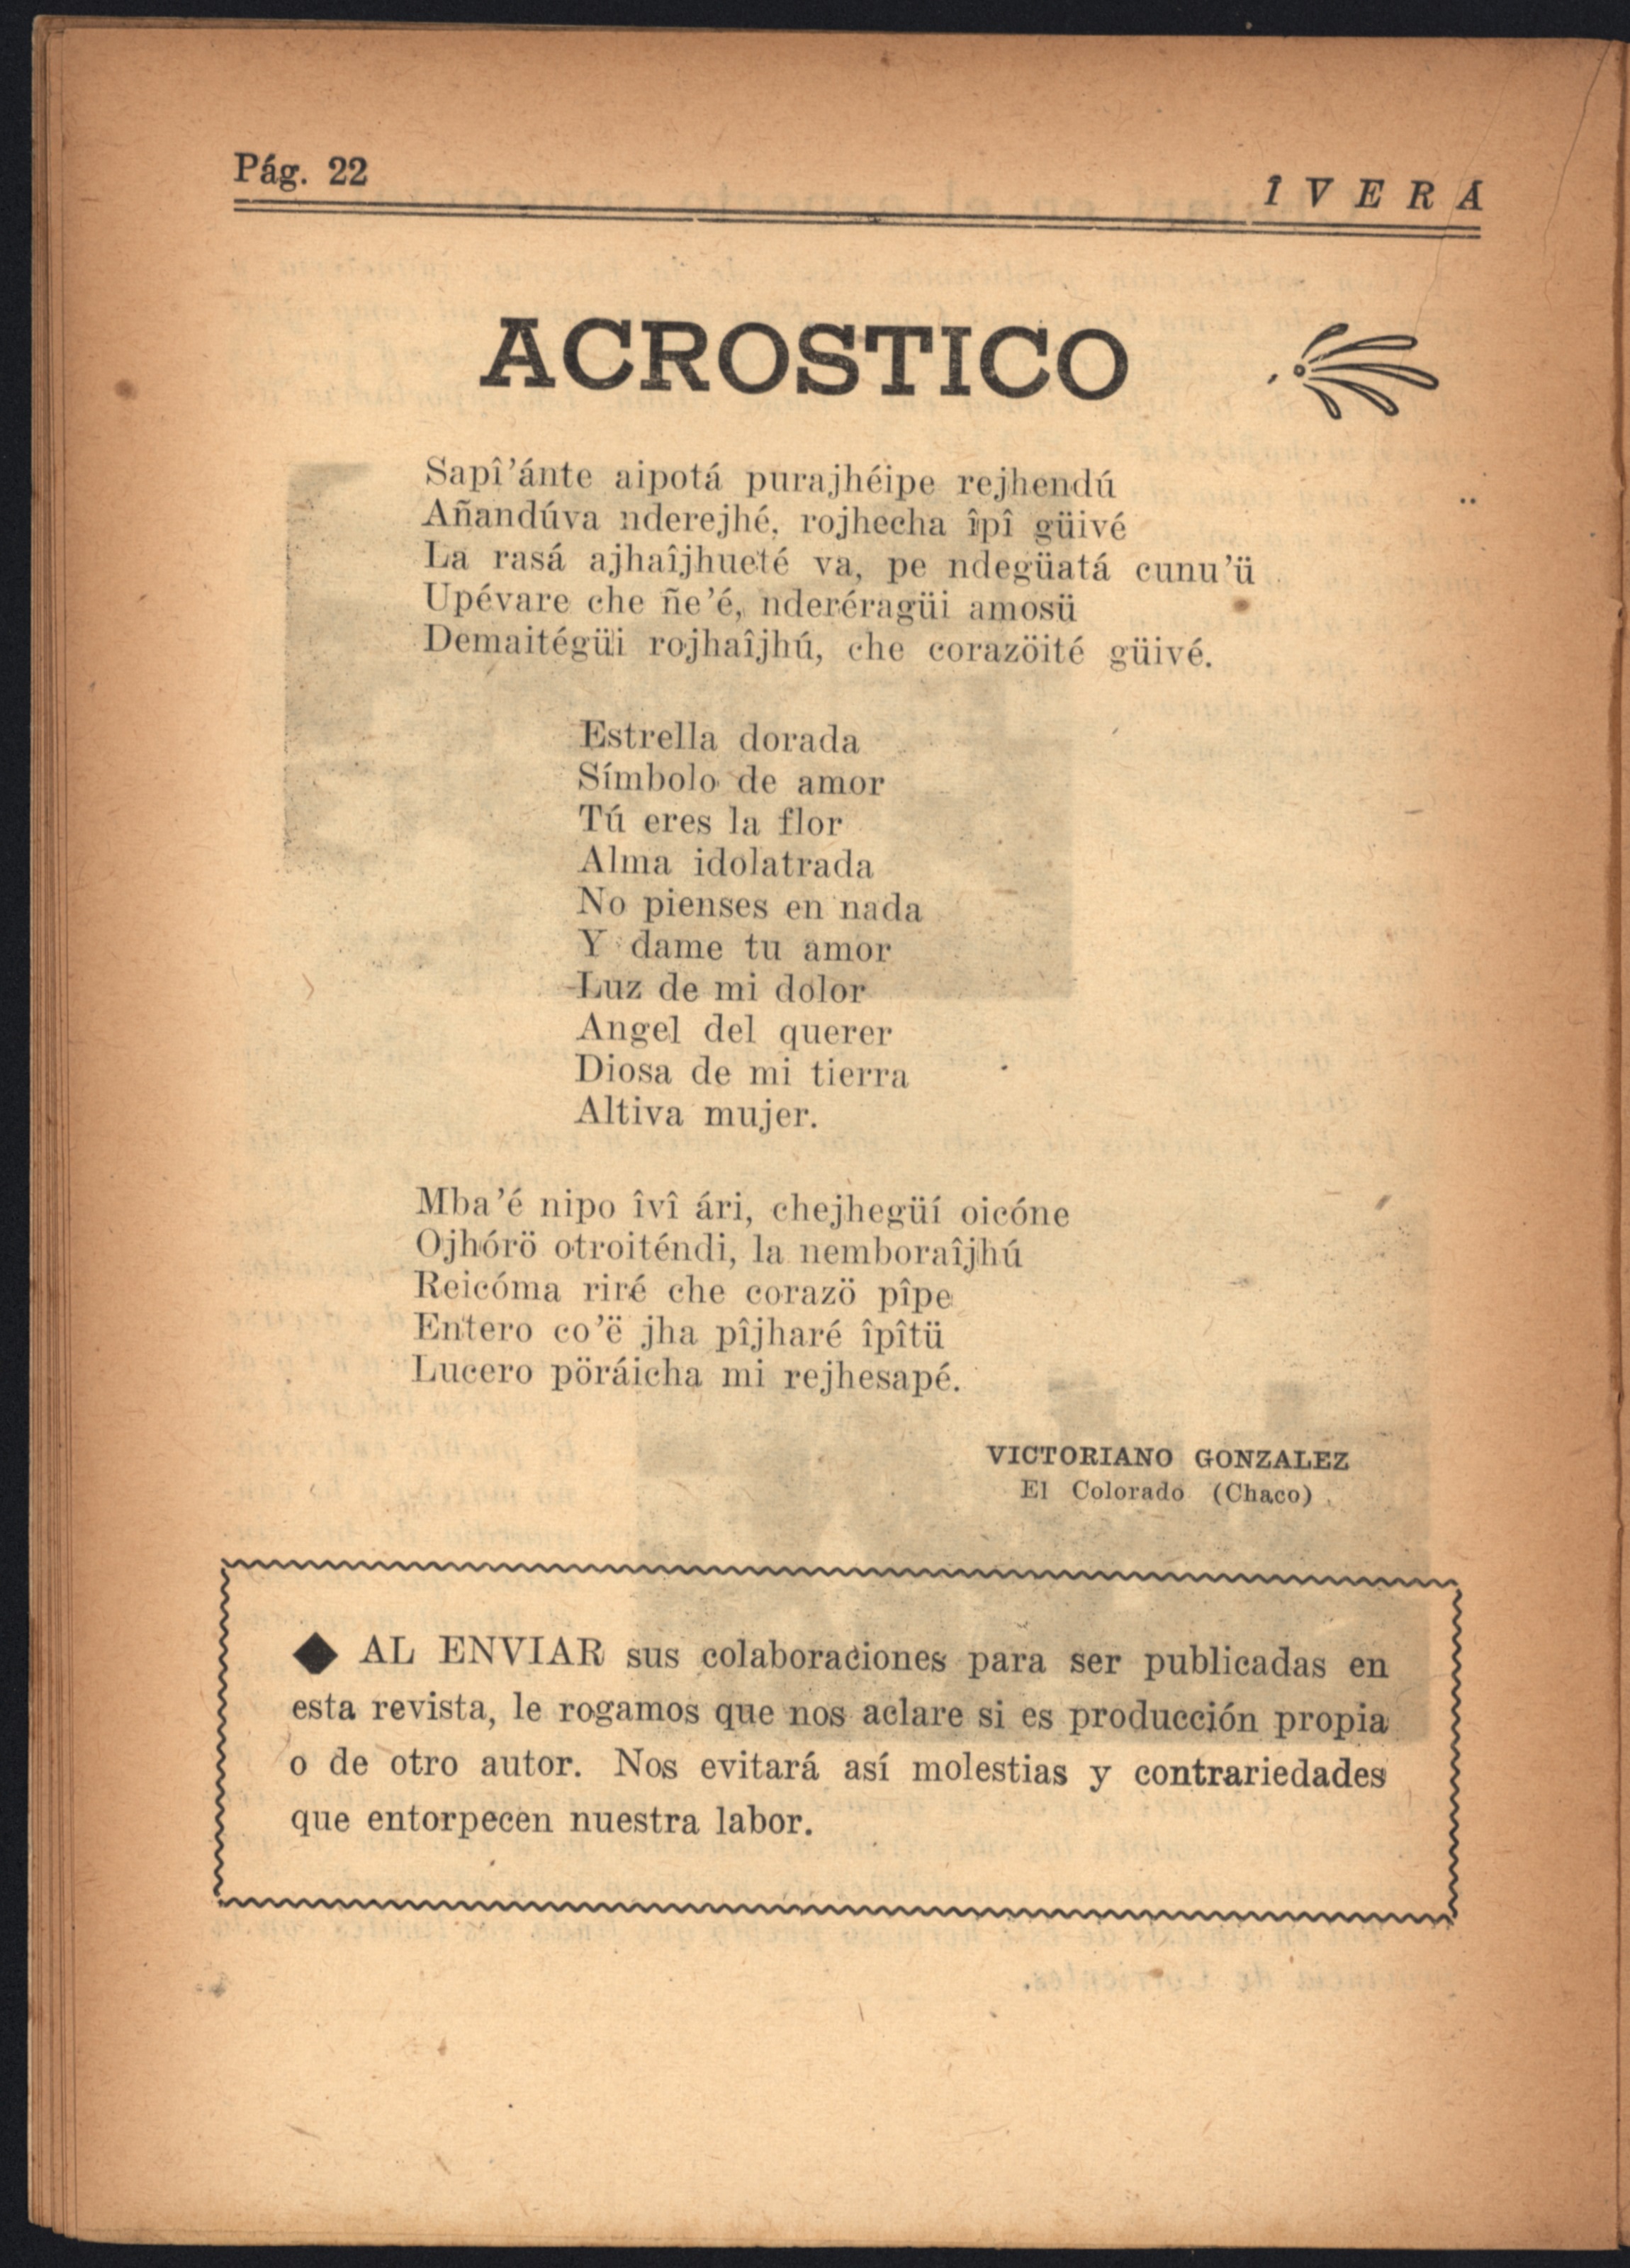 Pág. 22
Î V E R Á
ACROSTICO
Sapî'ánte aipotá purajhéipe rejhendú
Añandúva nderejhé, rojhecha îpî güivé
La rasá ajhaîjhueté va, pe ndegüatá cunu'ü
Upévare che ñe'é, nderéragüi amosü
Demaitégüi rojhaîjhú, che corazöité güivé.
Estrella dorada
Símbolo de amor
Tú eres la flor
Alma idolatrada
No pienses en nada
Y dame tu amor
Luz de mi dolor
Angel del querer
Diosa de mi tierra
Altiva mujer.
Mba'é nipo îvî ári, chejhegüí oicóne
Ojhórö otroiténdi, la nemboraîjhú
Reicóma riré che corazö pîpe
Entero co'ë jha pîjharé îpîtü
Lucero pöráicha mi rejhesapé.
VICTORIANO GONZALEZ
El Colorado (Chaco)
◆ AL ENVIAR sus colaboraciones para ser publicadas en
esta revista, le rogamos que nos aclare si es producción propia
o de otro autor. Nos evitará así molestias y contrariedades
que entorpecen nuestra labor.